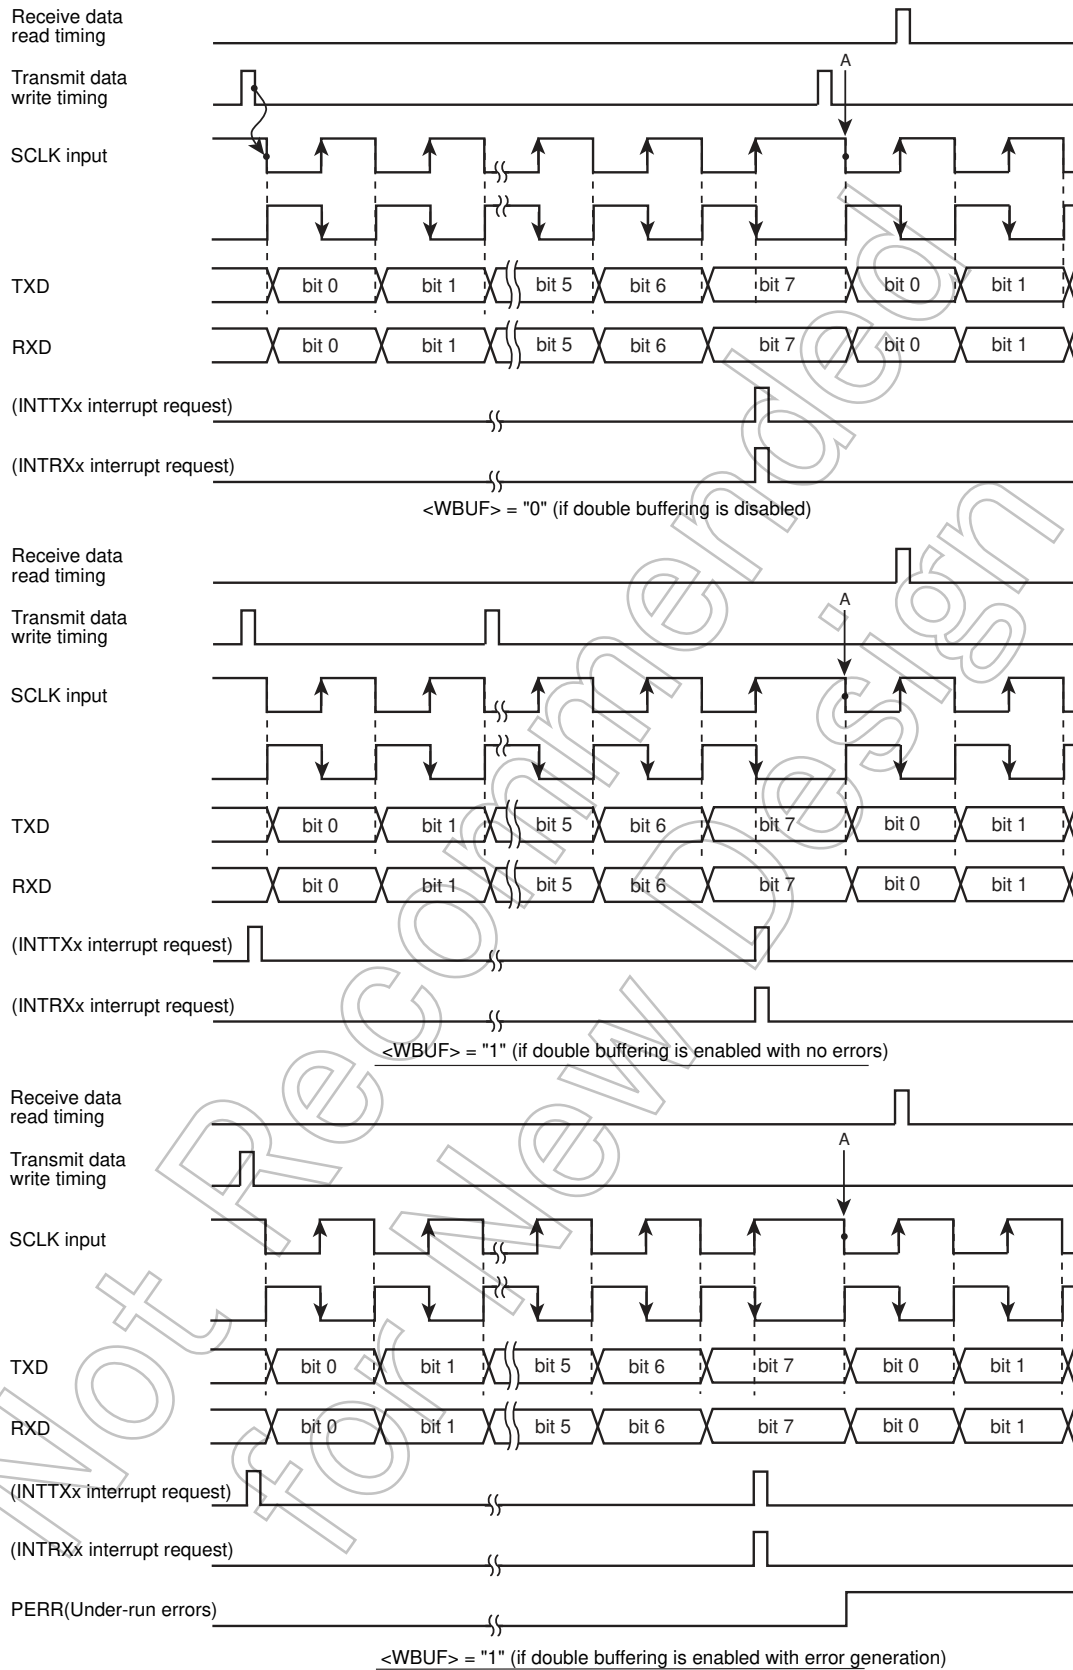 Receive data
read timing
Transmit data
write timing
A
SCLK input
TXD
bit 0 bit 1 bit 5 bit 6 bit 7 bit 0 bit 1
RXD
bit 0 bit 1 bit 5 bit 6 bit 7 bit 0 bit 1
(INTTXx interrupt request)
(INTRXx interrupt request)
<WBUF> = "0" (if double buffering is disabled)
Receive data
read timing
Transmit data
write timing
A
SCLK input
TXD
bit 0 bit 1 bit 5 bit 6 bit 7 bit 0 bit 1
RXD
bit 0 bit 1 bit 5 bit 6 bit 7 bit 0 bit 1
(INTTXx interrupt request)
(INTRXx interrupt request)
<WBUF> = "1" (if double buffering is enabled with no errors)
Receive data
read timing
Transmit data
write timing
A
SCLK input
TXD
bit 0 bit 1 bit 5 bit 6 bit 7 bit 0 bit 1
RXD
bit 0 bit 1 bit 5 bit 6 bit 7 bit 0 bit 1
(INTTXx interrupt request)
(INTRXx interrupt request)
PERR(Under-run errors)
<WBUF> = "1" (if double buffering is enabled with error generation)
Not Recommended
for New Design